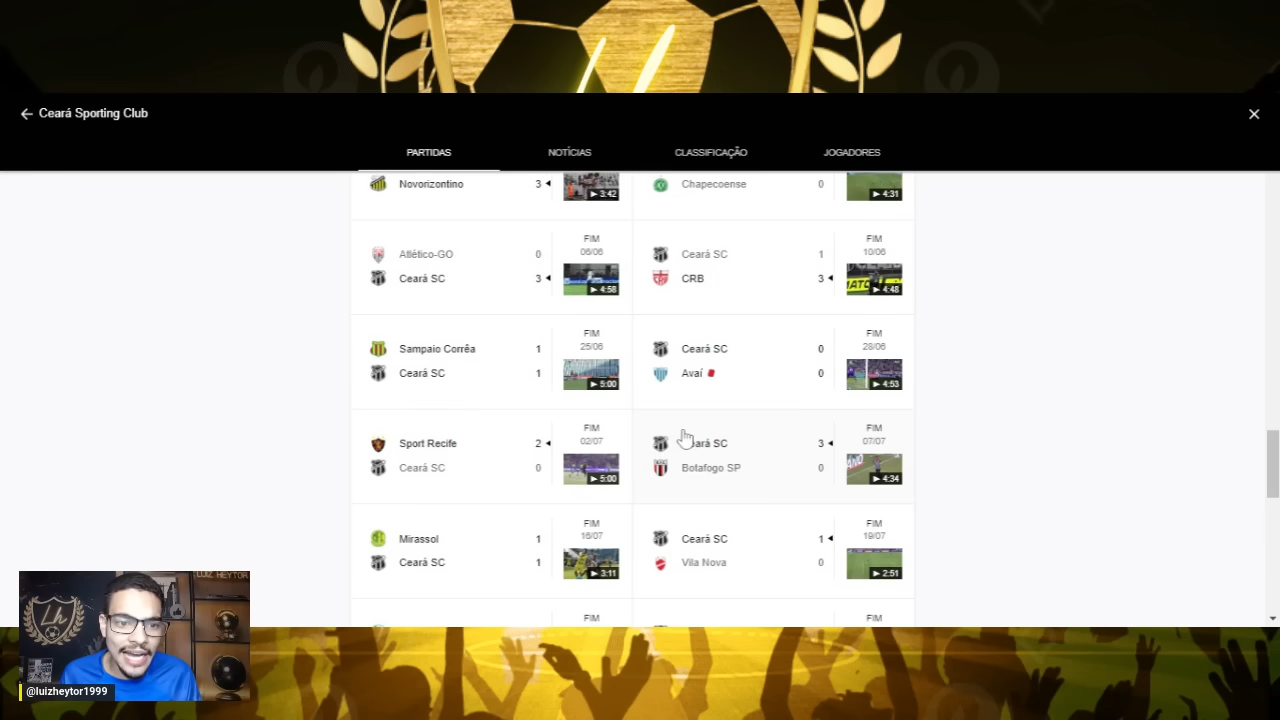 Ceará Sporting Club
PARTIDAS
NOTÍCIAS
CLASSIFICAÇÃO
JOGADORES
Novorizontino 3
3:42
Chapecoense 0
4:31
Atlético-GO 0
Ceará SC 3
FIM
06/06
4:58
Ceará SC 1
CRB 3
FIM
10/06
4:48
Sampaio Corrêa 1
Ceará SC 1
FIM
25/06
5:00
Ceará SC 0
Avaí 0
FIM
28/06
4:53
Sport Recife 2
Ceará SC 0
FIM
02/07
5:00
ará SC 3
Botafogo SP 0
FIM
07/07
4:34
Mirassol 1
Ceará SC 1
FIM
16/07
3:11
Ceará SC 1
Vila Nova 0
FIM
19/07
2:51
FIM
FIM
LUIZ HEYTOR
Lh
@luizheytor1999